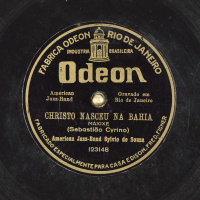 FABRICA ODEON RIO DE JANEIRO
INDUSTRIA BRASILEIRA
Odeon
American
Jazz-Band
Gravado em
Rio de Janeiro
CHRISTO NASCEU NA BAHIA
MAXIXE
(Sebastião Cyrino)
American Jazz-Band Sylvio de Souza
123148
FABRICADO ESPECIALMENTE PARA CASA EDISON, FRED. FIGNER